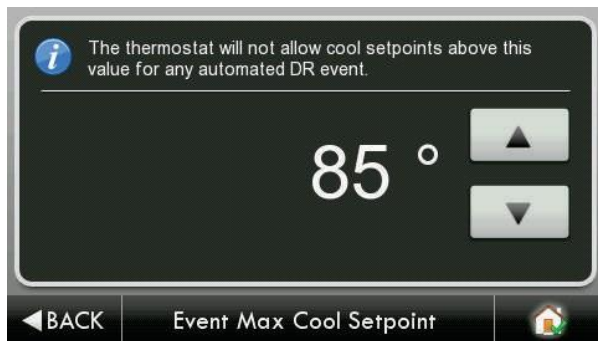 The thermostat will not allow cool setpoints above this
value for any automated DR event.
85 °
BACK
Event Max Cool Setpoint